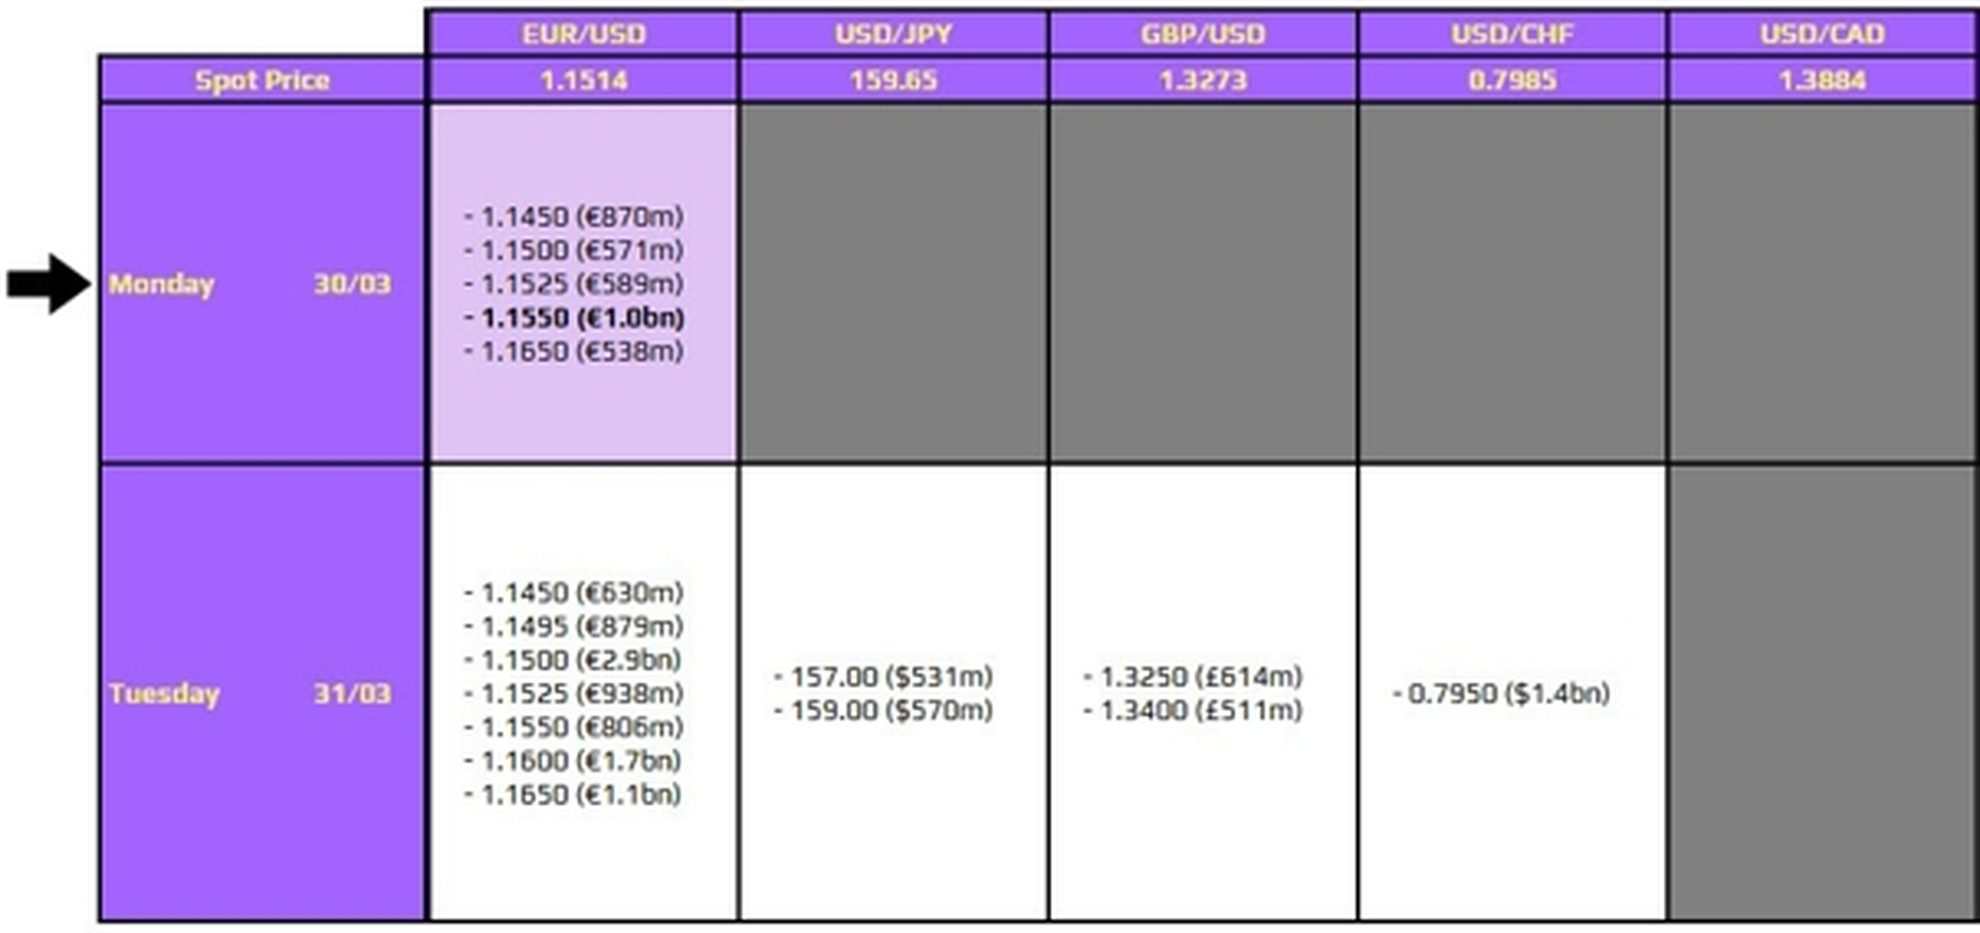 EUR/USD USD/JPY GBP/USD USD/CHF USD/CAD
Spot Price 1.1514 159.65 1.3273 0.7985 1.3884
Monday 30/03
- 1.1450 (€870m)
- 1.1500 (€571m)
- 1.1525 (€589m)
- 1.1550 (€1.0bn)
- 1.1650 (€538m)
Tuesday 31/03
- 1.1450 (€630m)
- 1.1495 (€879m)
- 1.1500 (€2.9bn)
- 1.1525 (€938m)
- 1.1550 (€806m)
- 1.1600 (€1.7bn)
- 1.1650 (€1.1bn)
- 157.00 ($531m)
- 159.00 ($570m)
- 1.3250 (£614m)
- 1.3400 (£511m)
- 0.7950 ($1.4bn)